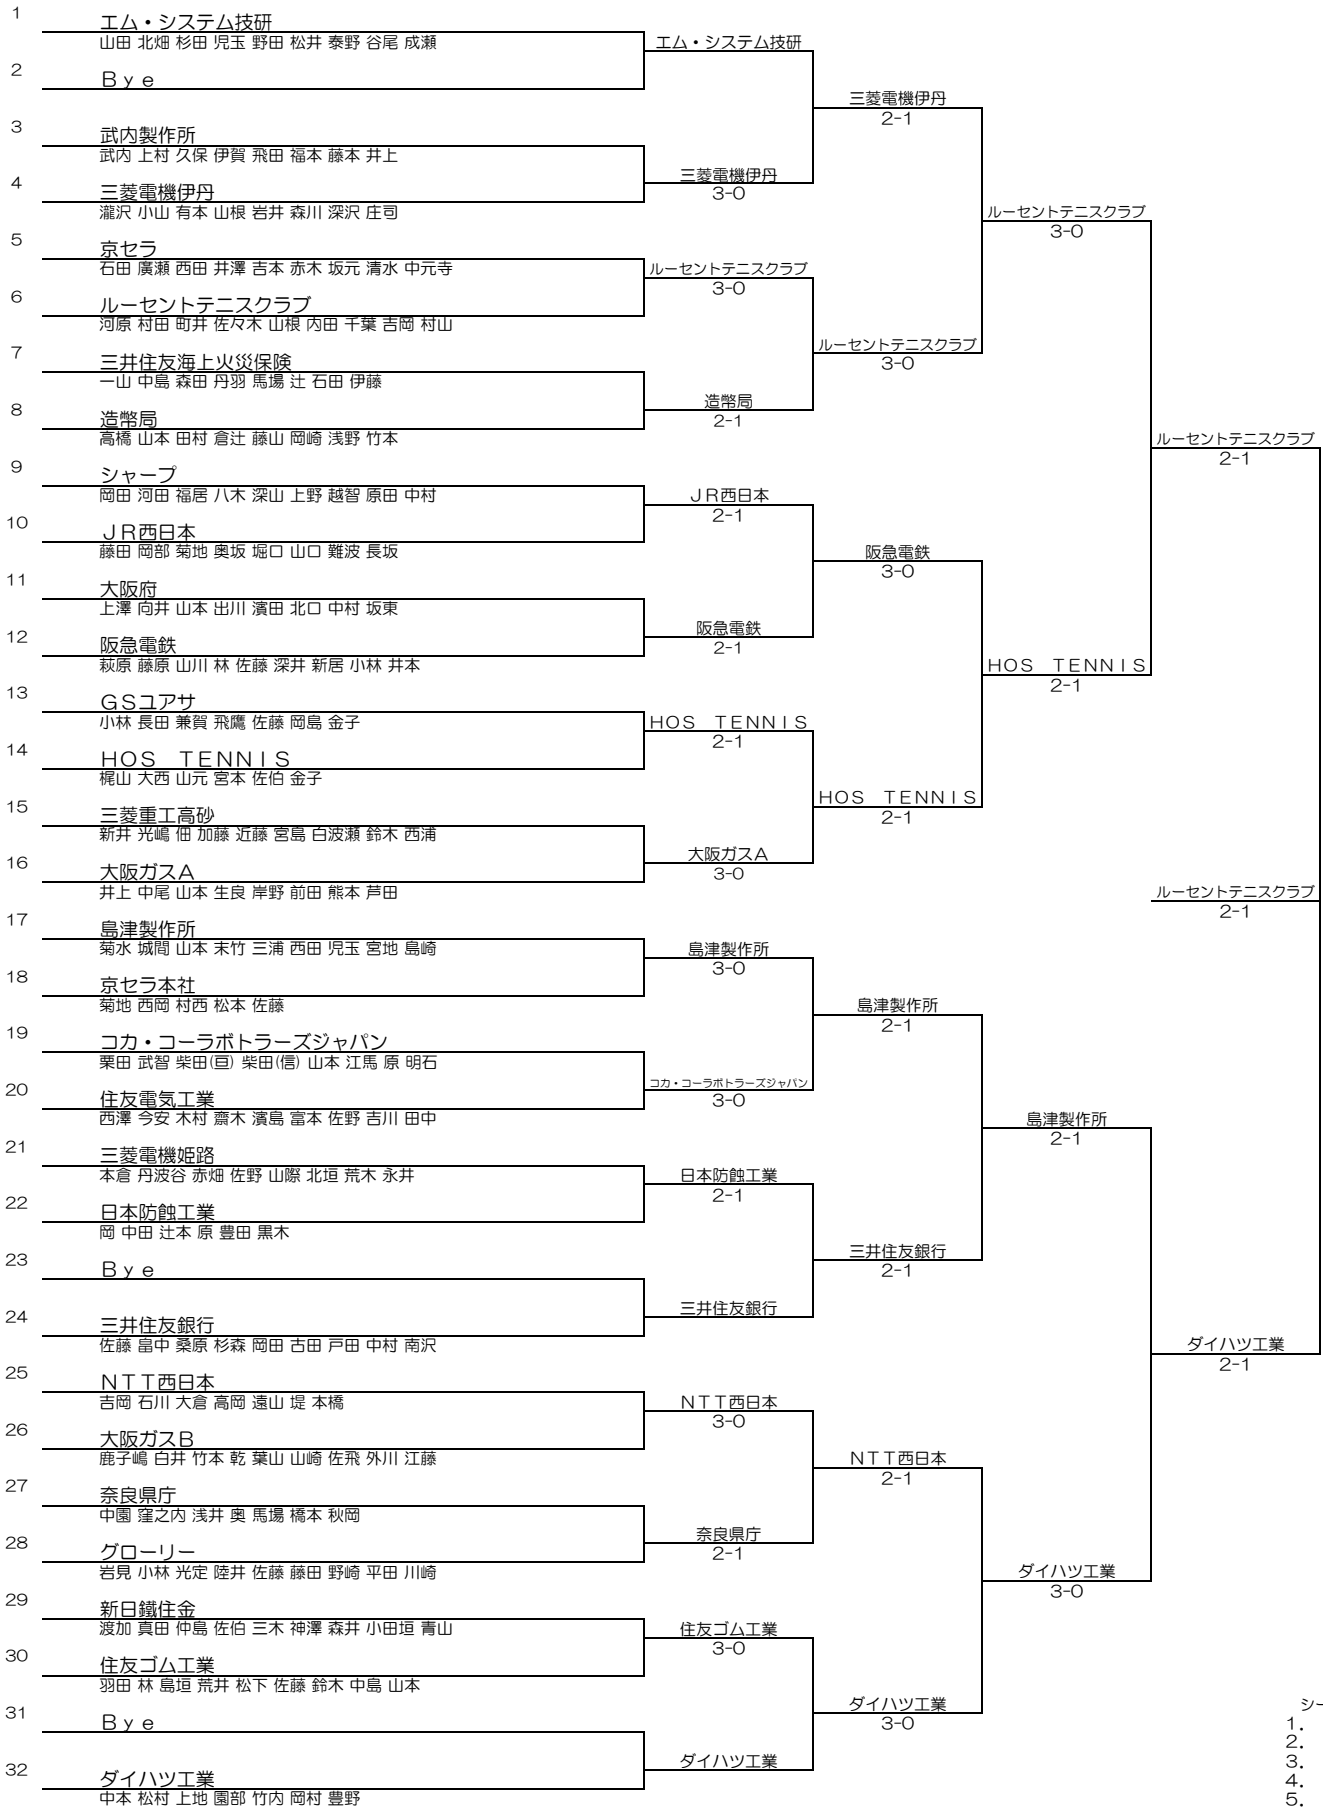 1
エム・システム技研
山田 北畑 杉田 児玉 野田 松井 泰野 谷尾 成瀬
2
Ｂｙｅ
3
武内製作所
武内 上村 久保 伊賀 飛田 福本 藤本 井上
4
三菱電機伊丹
瀧沢 小山 有本 山根 岩井 森川 深沢 庄司
5
京セラ
石田 廣瀬 西田 井澤 吉本 赤木 坂元 清水 中元寺
6
ルーセントテニスクラブ
河原 村田 町井 佐々木 山根 内田 千葉 吉岡 村山
7
三井住友海上火災保険
一山 中島 森田 丹羽 馬場 辻 石田 伊藤
8
造幣局
高橋 山本 田村 倉辻 藤山 岡崎 浅野 竹本
9
シャープ
岡田 河田 福居 八木 深山 上野 越智 原田 中村
10
ＪＲ西日本
藤田 岡部 菊地 奥坂 堀口 山口 難波 長坂
11
大阪府
上澤 向井 山本 出川 濱田 北口 中村 坂東
12
阪急電鉄
萩原 藤原 山川 林 佐藤 深井 新居 小林 井本
13
ＧＳユアサ
小林 長田 兼賀 飛鷹 佐藤 岡島 金子
14
ＨＯＳ　ＴＥＮＮＩＳ
梶山 大西 山元 宮本 佐伯 金子
15
三菱重工高砂
新井 光嶋 佃 加藤 近藤 宮島 白波瀬 鈴木 西浦
16
大阪ガスＡ
井上 中尾 山本 生良 岸野 前田 熊本 芦田
17
島津製作所
菊水 城間 山本 末竹 三浦 西田 児玉 宮地 島崎
18
京セラ本社
菊地 西岡 村西 松本 佐藤
19
コカ・コーラボトラーズジャパン
栗田 武智 柴田(亘) 柴田(信) 山本 江馬 原 明石
20
住友電気工業
西澤 今安 木村 齋木 濱島 富本 佐野 吉川 田中
21
三菱電機姫路
本倉 丹波谷 赤畑 佐野 山際 北垣 荒木 永井
22
日本防蝕工業
岡 中田 辻本 原 豊田 黒木
23
Ｂｙｅ
24
三井住友銀行
佐藤 畠中 桑原 杉森 岡田 古田 戸田 中村 南沢
25
ＮＴＴ西日本
吉岡 石川 大倉 高岡 遠山 堤 本橋
26
大阪ガスＢ
鹿子嶋 白井 竹本 乾 葉山 山崎 佐飛 外川 江藤
27
奈良県庁
中園 窪之内 浅井 奥 馬場 橋本 秋岡
28
グローリー
岩見 小林 光定 陸井 佐藤 藤田 野崎 平田 川崎
29
新日鐵住金
渡加 真田 仲島 佐伯 三木 神澤 森井 小田垣 青山
30
住友ゴム工業
羽田 林 島垣 荒井 松下 佐藤 鈴木 中島 山本
31
Ｂｙｅ
32
ダイハツ工業
中本 松村 上地 園部 竹内 岡村 豊野
エム・システム技研
三菱電機伊丹
3-0
ルーセントテニスクラブ
3-0
造幣局
2-1
ＪＲ西日本
2-1
阪急電鉄
2-1
ＨＯＳ　ＴＥＮＮＩＳ
2-1
大阪ガスＡ
3-0
島津製作所
3-0
コカ・コーラボトラーズジャパン
3-0
日本防蝕工業
2-1
三井住友銀行
ＮＴＴ西日本
3-0
奈良県庁
2-1
住友ゴム工業
3-0
ダイハツ工業
三菱電機伊丹
2-1
ルーセントテニスクラブ
3-0
阪急電鉄
3-0
ＨＯＳ　ＴＥＮＮＩＳ
2-1
島津製作所
2-1
三井住友銀行
2-1
ＮＴＴ西日本
2-1
ダイハツ工業
3-0
ルーセントテニスクラブ
3-0
ＨＯＳ　ＴＥＮＮＩＳ
2-1
島津製作所
2-1
ダイハツ工業
3-0
ルーセントテニスクラブ
2-1
ダイハツ工業
2-1
ルーセントテニスクラブ
2-1
シー
1.
2.
3.
4.
5.